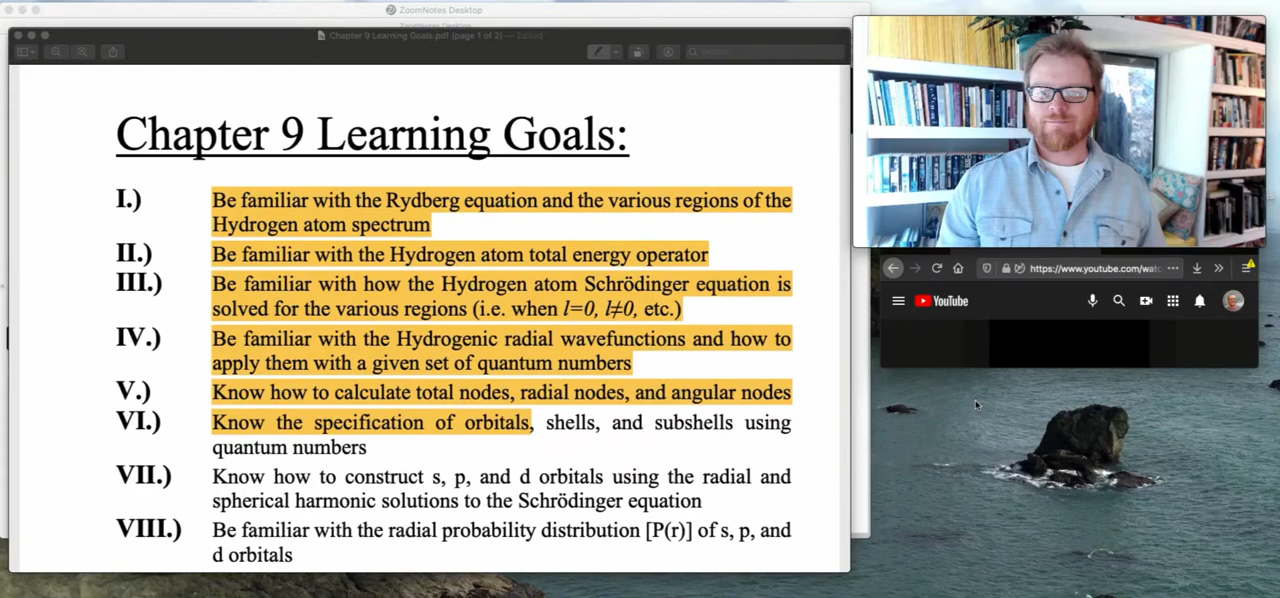 ZoomNotes Desktop
ZoomNotes Desktop
Chapter 9 Learning Goals.pdf (page 1 of 2) — Edited
Search
Chapter 9 Learning Goals:
I.) Be familiar with the Rydberg equation and the various regions of the
Hydrogen atom spectrum
II.) Be familiar with the Hydrogen atom total energy operator
III.) Be familiar with how the Hydrogen atom Schrödinger equation is
solved for the various regions (i.e. when l=0, l≠0, etc.)
IV.) Be familiar with the Hydrogenic radial wavefunctions and how to
apply them with a given set of quantum numbers
V.) Know how to calculate total nodes, radial nodes, and angular nodes
VI.) Know the specification of orbitals, shells, and subshells using
quantum numbers
VII.) Know how to construct s, p, and d orbitals using the radial and
spherical harmonic solutions to the Schrödinger equation
VIII.) Be familiar with the radial probability distribution [P(r)] of s, p, and
d orbitals
https://www.youtube.com/watc
YouTube